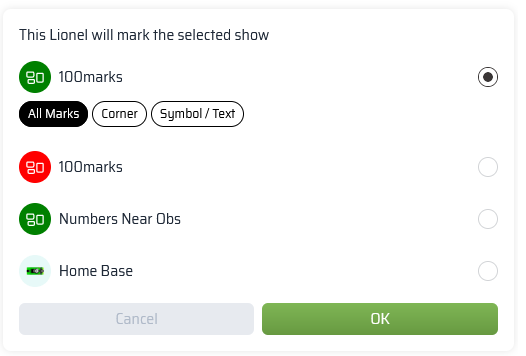 This Lionel will mark the selected show
100marks
All Marks Corner Symbol / Text
100marks
Numbers Near Obs
Home Base
Cancel OK